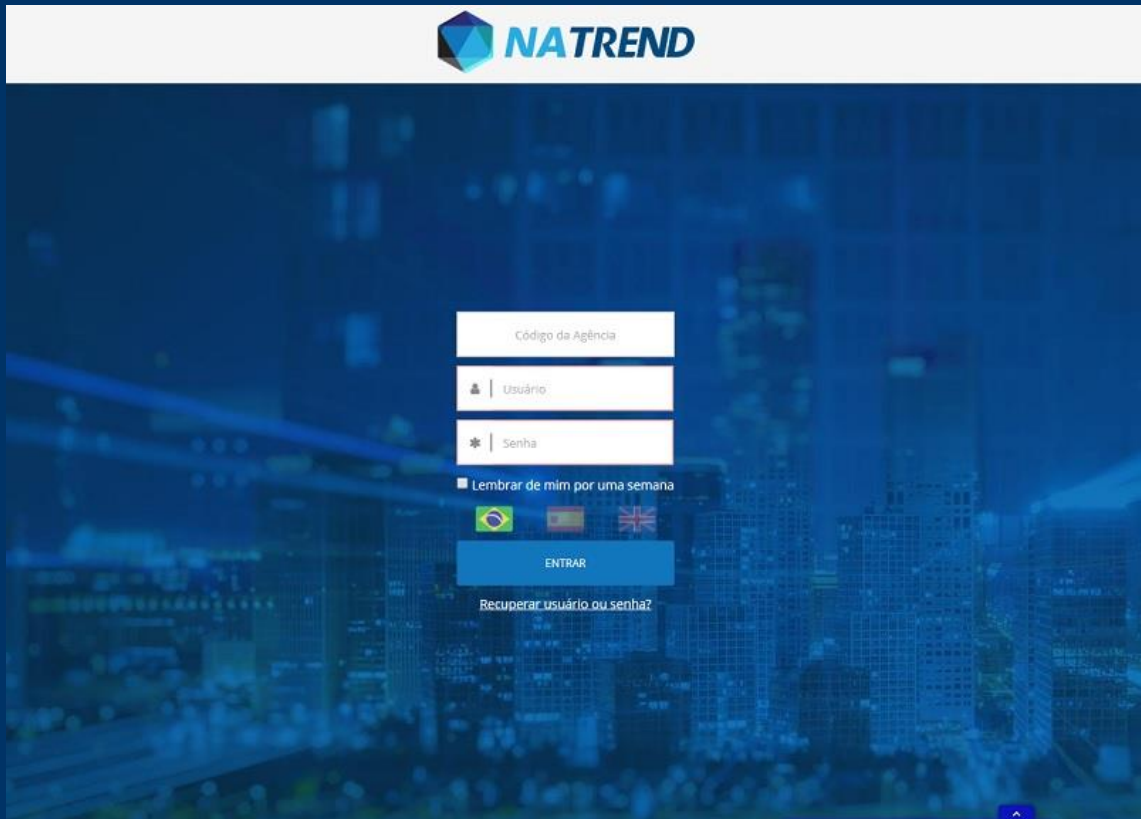 NATREND
Código da Agência
Usuário
Senha
Lembrar de mim por uma semana
ENTRAR
Recuperar usuário ou senha?